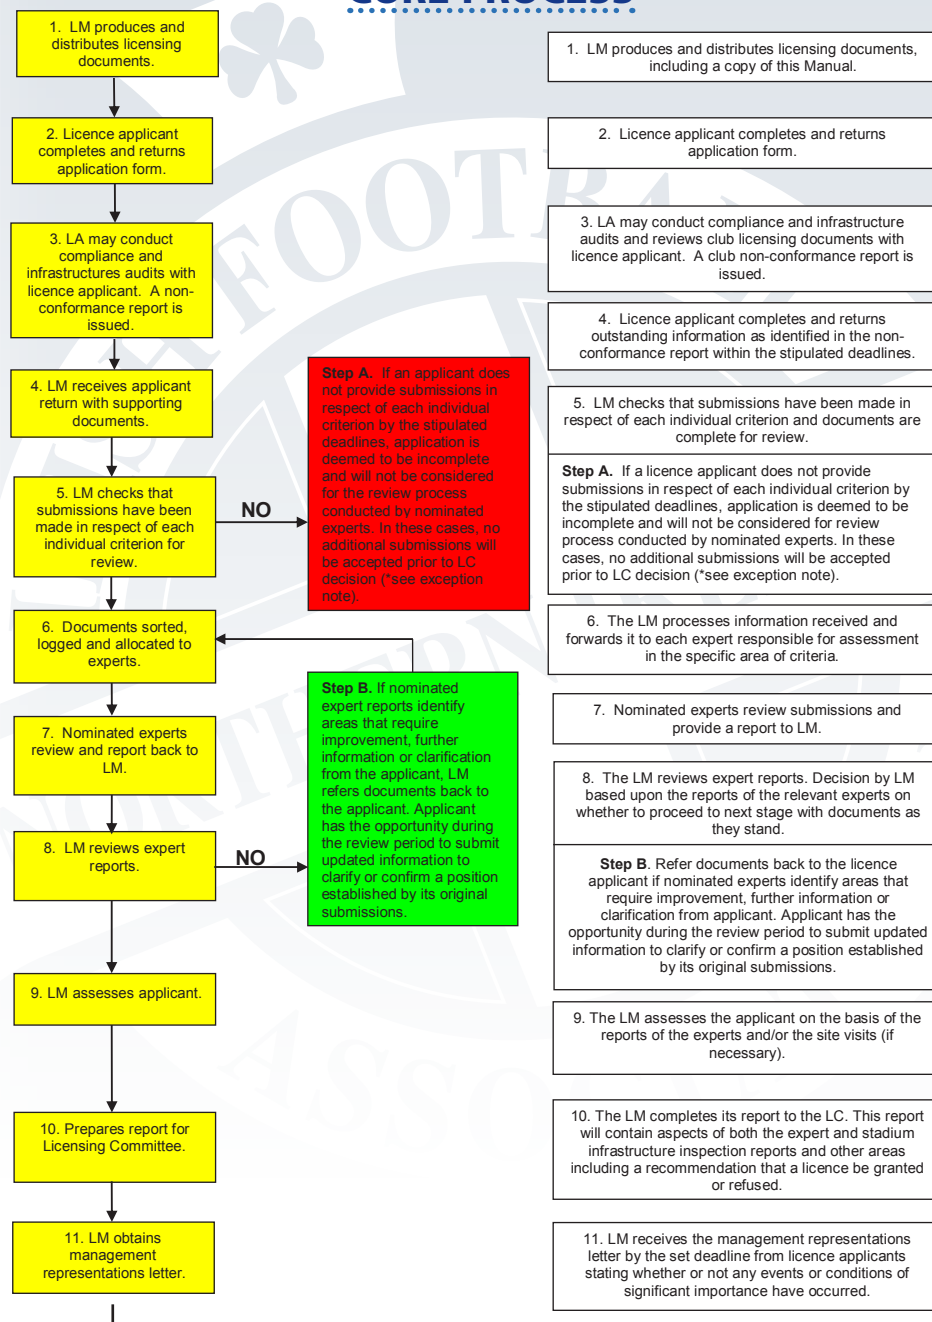 CORE PROCESS
1. LM produces and
distributes licensing
documents.
2. Licence applicant
completes and returns
application form.
3. LA may conduct
compliance and
infrastructures audits with
licence applicant. A non-
conformance report is
issued.
4. LM receives applicant
return with supporting
documents.
5. LM checks that
submissions have been
made in respect of each
individual criterion for
review.
NO
Step A. If an applicant does
not provide submissions in
respect of each individual
criterion by the stipulated
deadlines, application is
deemed to be incomplete
and will not be considered
for the review process
conducted by nominated
experts. In these cases, no
additional submissions will
be accepted prior to LC
decision (*see exception
note).
6. Documents sorted,
logged and allocated to
experts.
7. Nominated experts
review and report back to
LM.
8. LM reviews expert
reports.
NO
Step B. If nominated
expert reports identify
areas that require
improvement, further
information or clarification
from the applicant, LM
refers documents back to
the applicant. Applicant
has the opportunity during
the review period to submit
updated information to
clarify or confirm a position
established by its original
submissions.
9. LM assesses applicant.
10. Prepares report for
Licensing Committee.
11. LM obtains
management
representations letter.
1. LM produces and distributes licensing documents,
including a copy of this Manual.
2. Licence applicant completes and returns
application form.
3. LA may conduct compliance and infrastructure
audits and reviews club licensing documents with
licence applicant. A club non-conformance report is
issued.
4. Licence applicant completes and returns
outstanding information as identified in the non-
conformance report within the stipulated deadlines.
5. LM checks that submissions have been made in
respect of each individual criterion and documents are
complete for review.
Step A. If a licence applicant does not provide
submissions in respect of each individual criterion by
the stipulated deadlines, application is deemed to be
incomplete and will not be considered for review
process conducted by nominated experts. In these
cases, no additional submissions will be accepted
prior to LC decision (*see exception note).
6. The LM processes information received and
forwards it to each expert responsible for assessment
in the specific area of criteria.
7. Nominated experts review submissions and
provide a report to LM.
8. The LM reviews expert reports. Decision by LM
based upon the reports of the relevant experts on
whether to proceed to next stage with documents as
they stand.
Step B. Refer documents back to the licence
applicant if nominated experts identify areas that
require improvement, further information or
clarification from applicant. Applicant has the
opportunity during the review period to submit updated
information to clarify or confirm a position established
by its original submissions.
9. The LM assesses the applicant on the basis of the
reports of the experts and/or the site visits (if
necessary).
10. The LM completes its report to the LC. This report
will contain aspects of both the expert and stadium
infrastructure inspection reports and other areas
including a recommendation that a licence be granted
or refused.
11. LM receives the management representations
letter by the set deadline from licence applicants
stating whether or not any events or conditions of
significant importance have occurred.